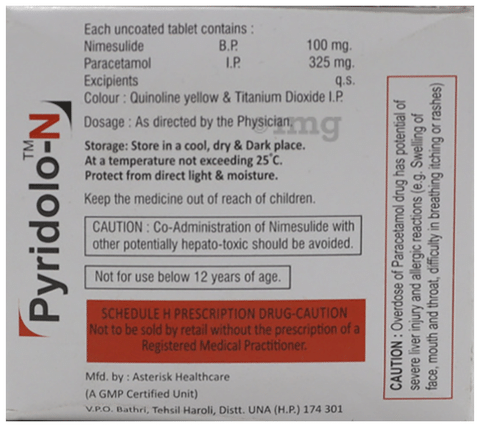 Pyridolo-N™
Each uncoated tablet contains :
Nimesulide B.P. 100 mg.
Paracetamol I.P. 325 mg.
Excipients q.s.
Colour : Quinoline yellow & Titanium Dioxide I.P.
Dosage : As directed by the Physician.
1mg
Storage: Store in a cool, dry & Dark place.
At a temperature not exceeding 25°C.
Protect from direct light & moisture.
Keep the medicine out of reach of children.
CAUTION : Co-Administration of Nimesulide with
other potentially hepato-toxic should be avoided.
Not for use below 12 years of age.
SCHEDULE H PRESCRIPTION DRUG-CAUTION
Not to be sold by retail without the prescription of a
Registered Medical Practitioner.
Mfd. by : Asterisk Healthcare
(A GMP Certified Unit)
V.P.O. Bathri, Tehsil Haroli, Distt. UNA (H.P.) 174 301
CAUTION : Overdose of Paracetamol drug has potential of
severe liver injury and allergic reactions (e.g. Swelling of
face, mouth and throat, difficulty in breathing itching or rashes)